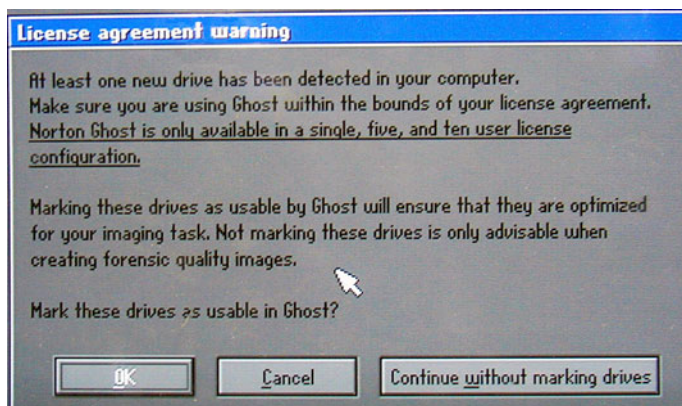 License agreement warning
At least one new drive has been detected in your computer.
Make sure you are using Ghost within the bounds of your license agreement.
Norton Ghost is only available in a single, five, and ten user license
configuration.
Marking these drives as usable by Ghost will ensure that they are optimized
for your imaging task. Not marking these drives is only advisable when
creating forensic quality images.
Mark these drives as usable in Ghost?
OK
Cancel
Continue without marking drives